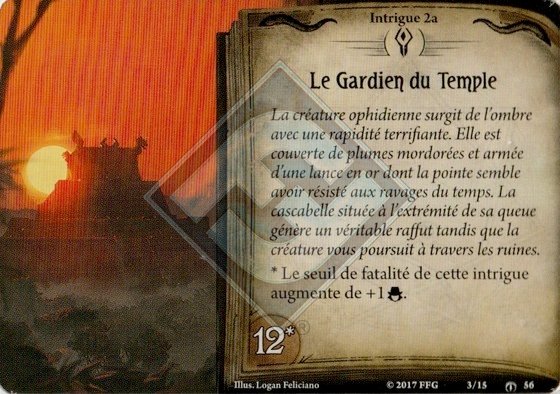 Intrigue 2a
Le Gardien du Temple
La créature ophidienne surgit de l'ombre
avec une rapidité terrifiante. Elle est
couverte de plumes mordorées et armée
d'une lance en or dont la pointe semble
avoir résisté aux ravages du temps. La
cascabelle située à l'extrémité de sa queue
génère un véritable raffut tandis que la
créature vous poursuit à travers les ruines.
* Le seuil de fatalité de cette intrigue
augmente de +1.
12*
Illus. Logan Feliciano © 2017 FFG 3/15 56